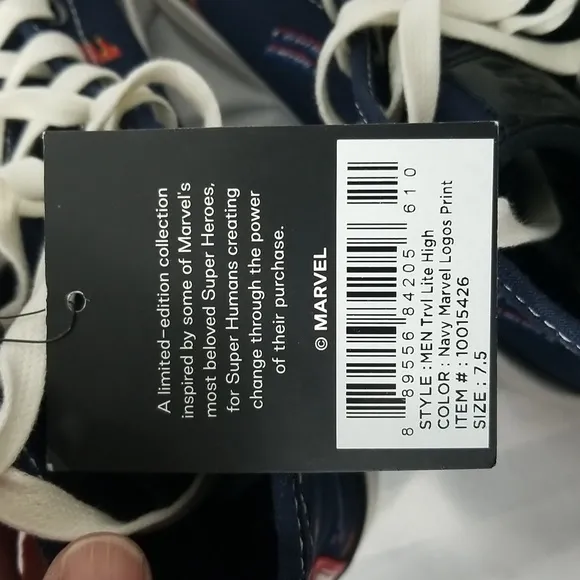 A limited-edition collection
inspired by some of Marvel's
most beloved Super Heroes,
for Super Humans creating
change through the power
of their purchase.
© MARVEL
8 89556 84205 610
STYLE :MEN Trvl Lite High
COLOR : Navy Marvel Logos Print
ITEM # : 10015426
SIZE : 7.5